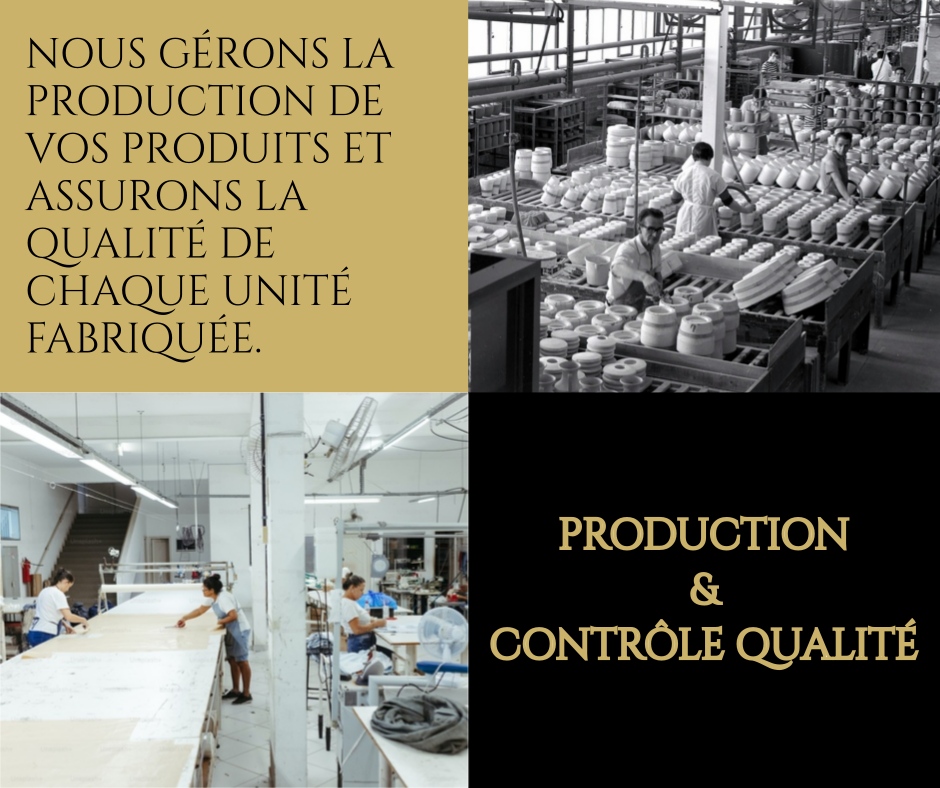 NOUS GÉRONS LA
PRODUCTION DE
VOS PRODUITS ET
ASSURONS LA
QUALITÉ DE
CHAQUE UNITÉ
FABRIQUÉE.
PRODUCTION
&
CONTRÔLE QUALITÉ